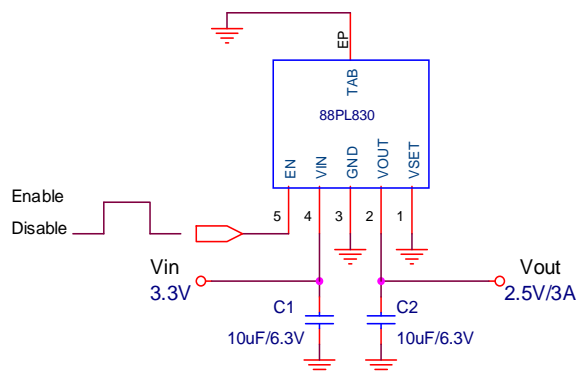 EP
TAB
88PL830
EN
VIN
GND
VOUT
VSET
Enable
Disable
5
4
3
2
1
Vin
3.3V
Vout
2.5V/3A
C1
10uF/6.3V
C2
10uF/6.3V